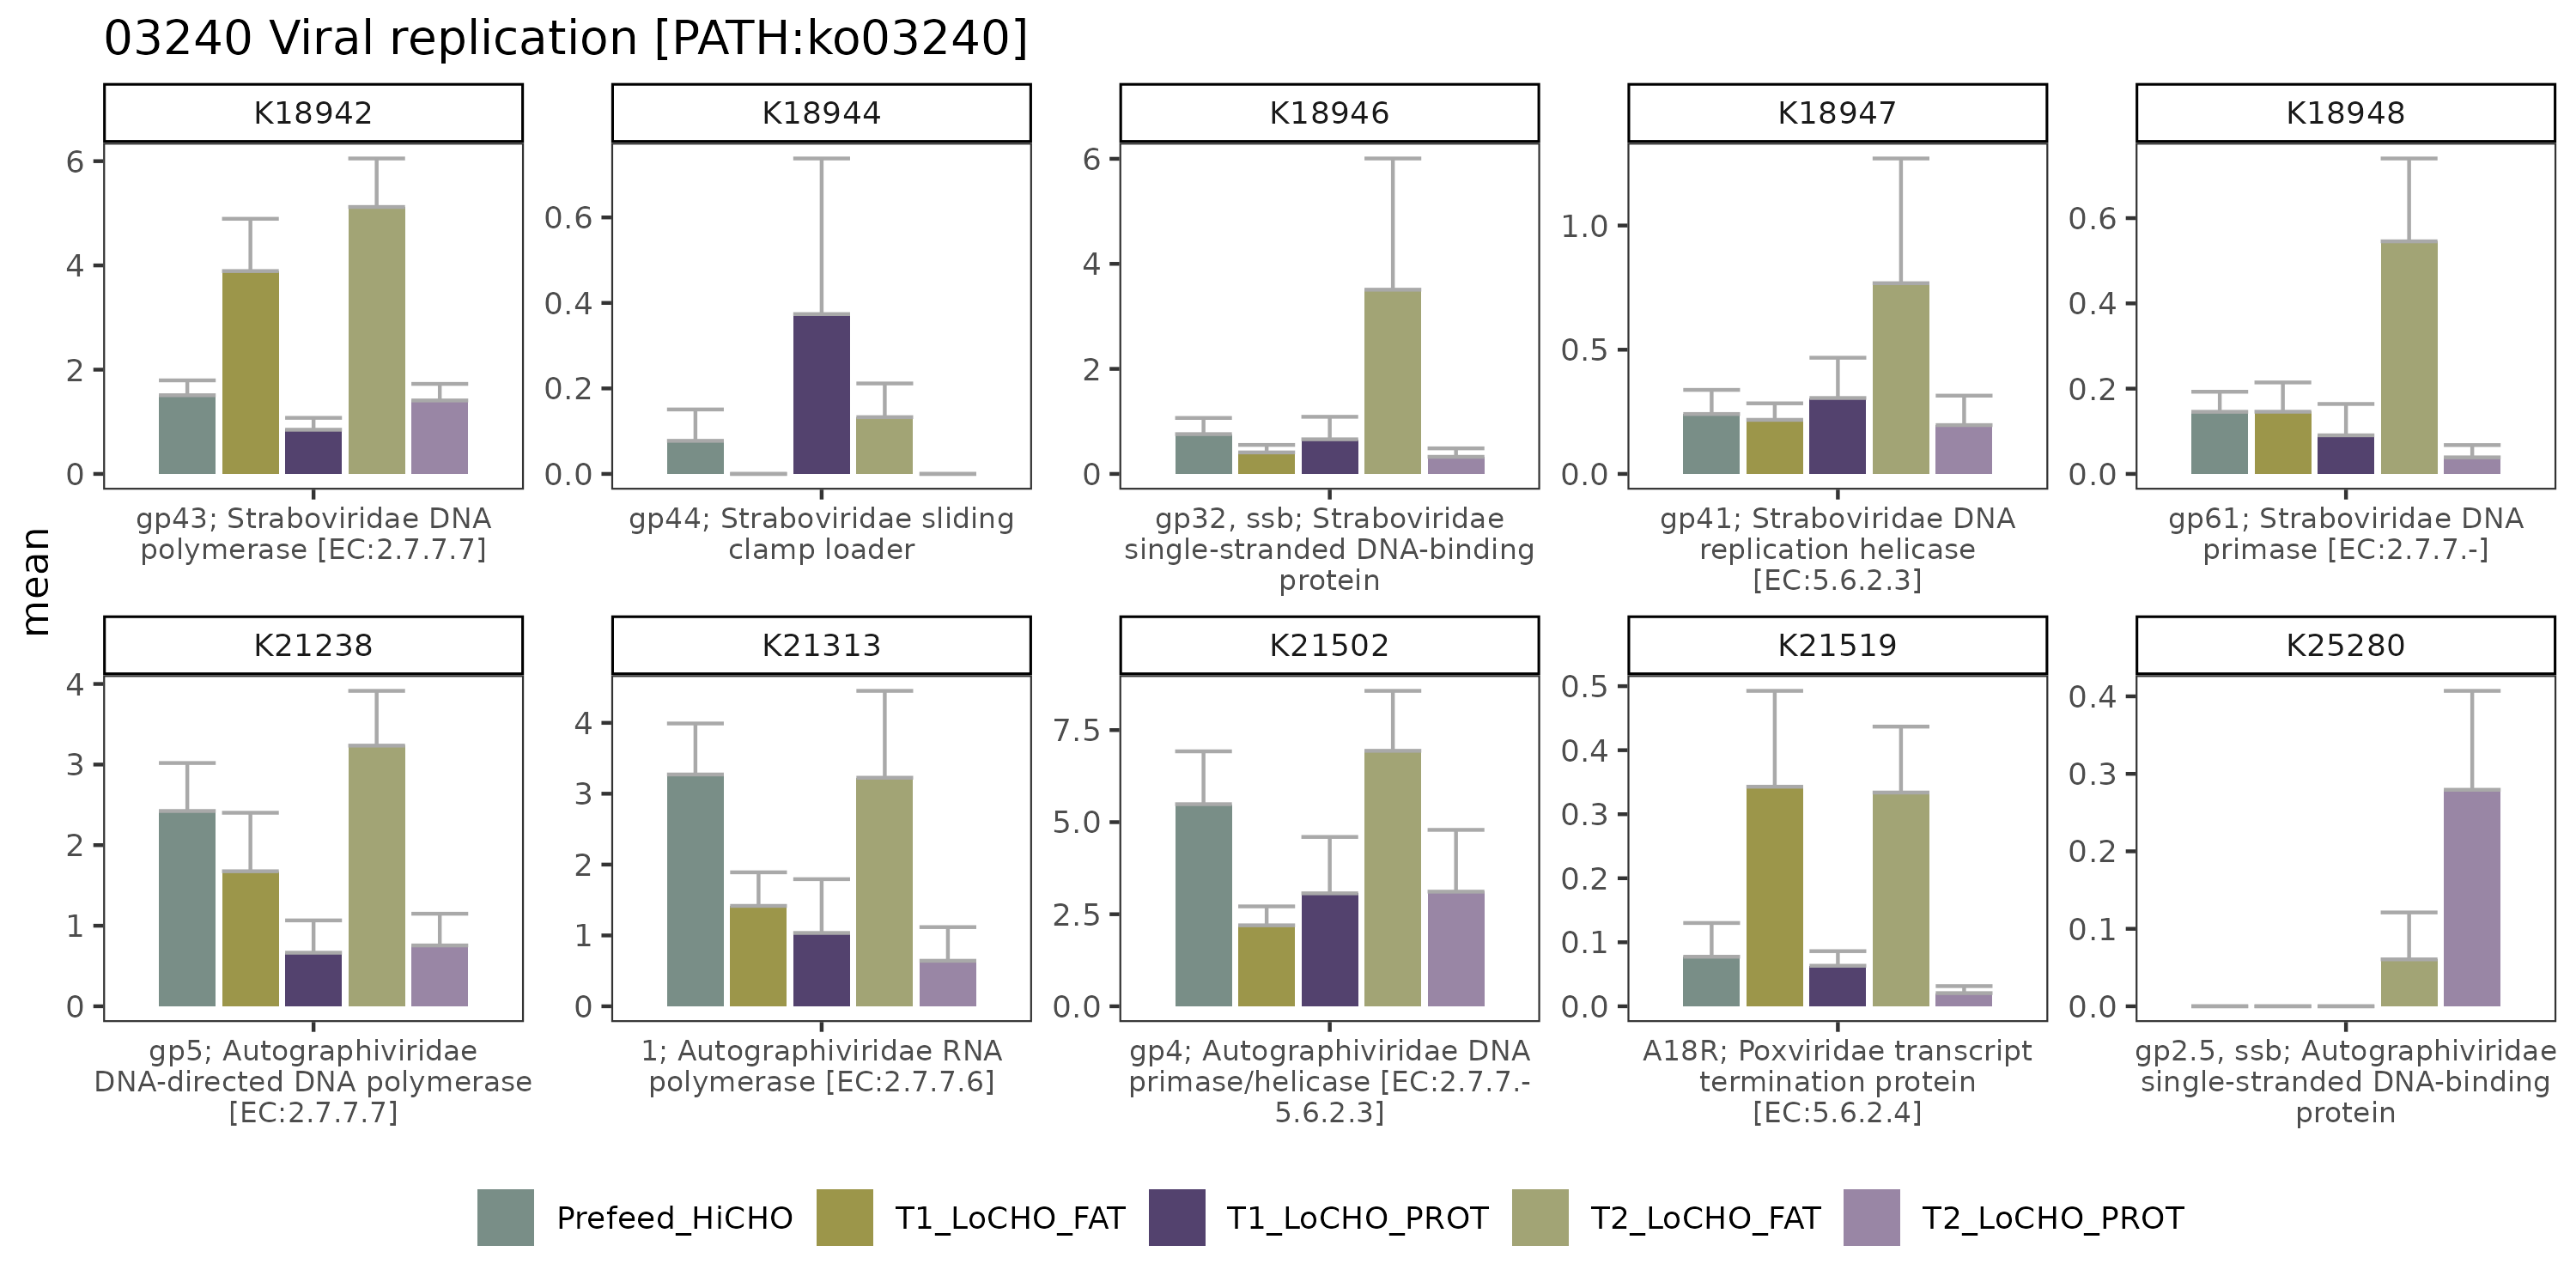 03240 Viral replication [PATH:ko03240]
mean
K18942
6
4
2
0
gp43; Straboviridae DNA
polymerase [EC:2.7.7.7]
K18944
0.6
0.4
0.2
0.0
gp44; Straboviridae sliding
clamp loader
K18946
6
4
2
0
gp32, ssb; Straboviridae
single-stranded DNA-binding
protein
K18947
1.0
0.5
0.0
gp41; Straboviridae DNA
replication helicase
[EC:5.6.2.3]
K18948
0.6
0.4
0.2
0.0
gp61; Straboviridae DNA
primase [EC:2.7.7.-]
K21238
4
3
2
1
0
gp5; Autographiviridae
DNA-directed DNA polymerase
[EC:2.7.7.7]
K21313
4
3
2
1
0
1; Autographiviridae RNA
polymerase [EC:2.7.7.6]
K21502
7.5
5.0
2.5
0.0
gp4; Autographiviridae DNA
primase/helicase [EC:2.7.7.-
5.6.2.3]
K21519
0.5
0.4
0.3
0.2
0.1
0.0
A18R; Poxviridae transcript
termination protein
[EC:5.6.2.4]
K25280
0.4
0.3
0.2
0.1
0.0
gp2.5, ssb; Autographiviridae
single-stranded DNA-binding
protein
Prefeed_HiCHO
T1_LoCHO_FAT
T1_LoCHO_PROT
T2_LoCHO_FAT
T2_LoCHO_PROT